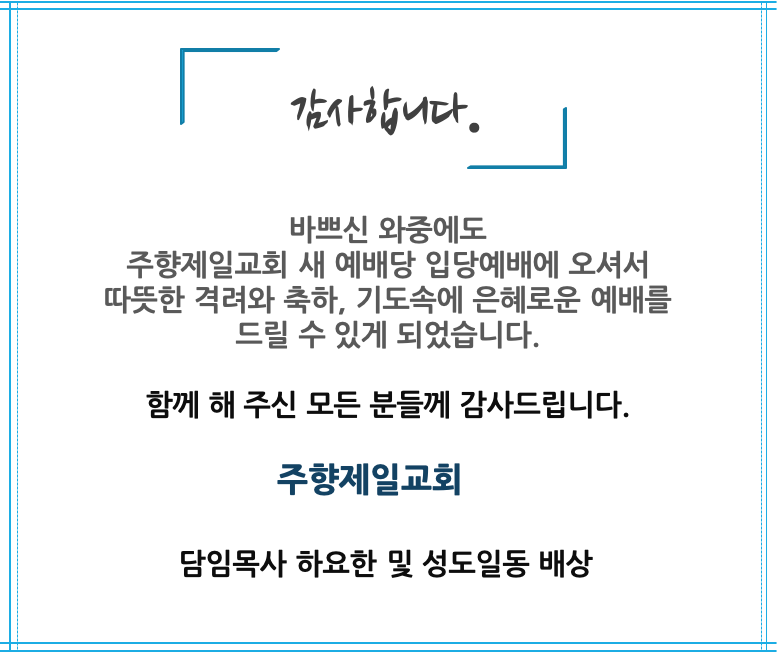 감사합니다.
바쁘신 와중에도
주향제일교회 새 예배당 입당예배에 오셔서
따뜻한 격려와 축하, 기도속에 은혜로운 예배를
드릴 수 있게 되었습니다.
함께 해 주신 모든 분들께 감사드립니다.
주향제일교회
담임목사 하요한 및 성도일동 배상